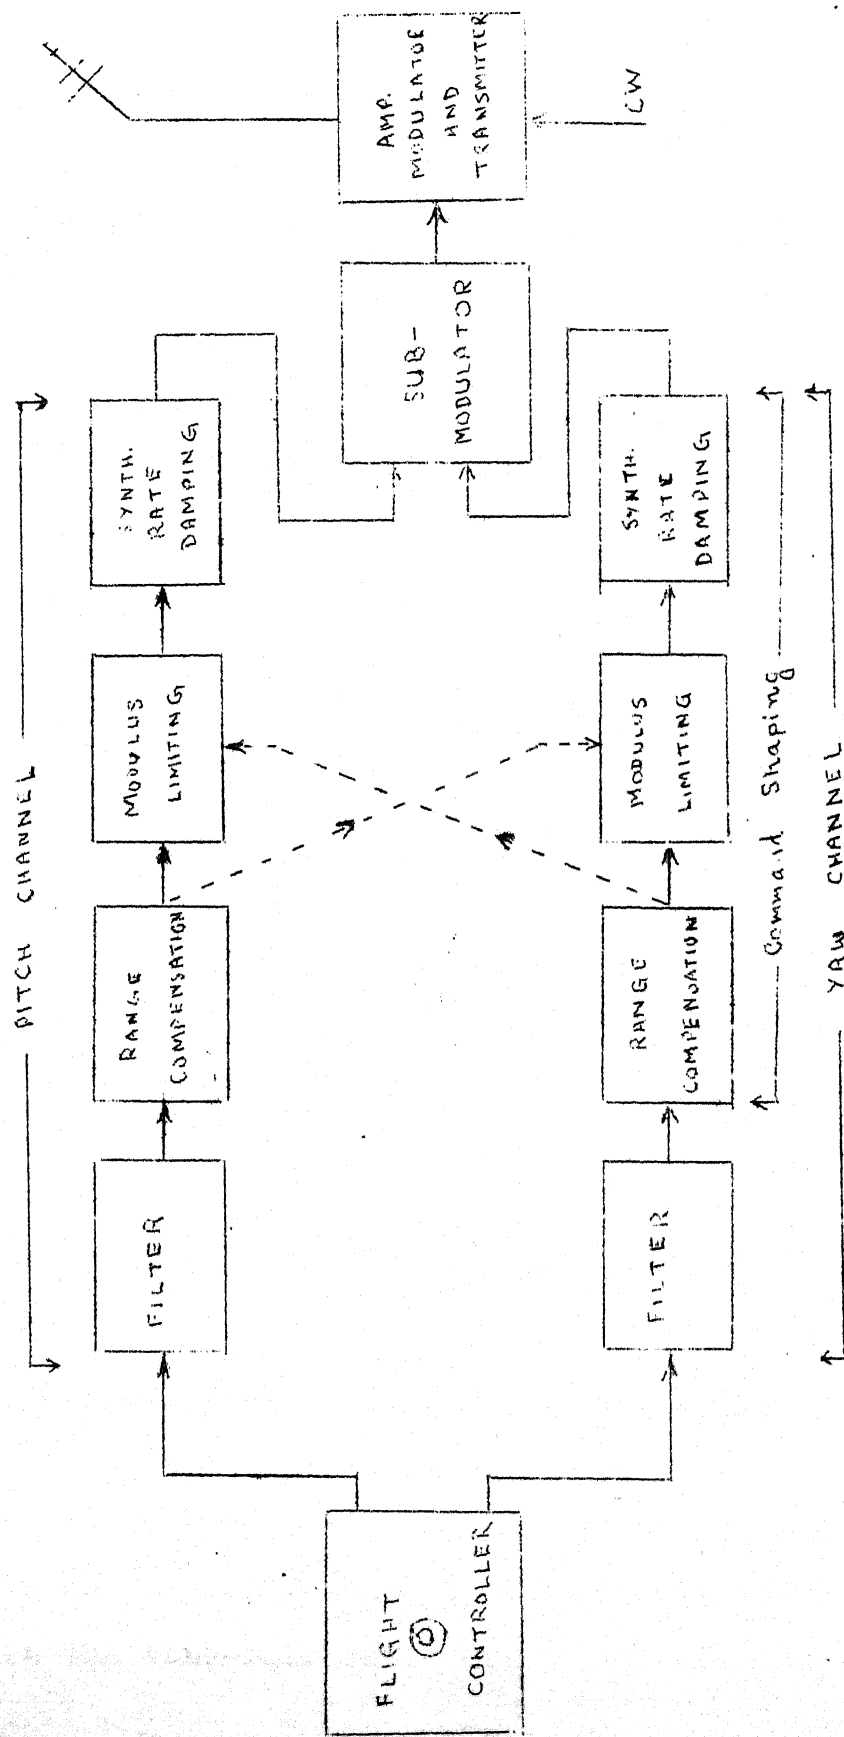 PITCH CHANNEL
FLIGHT
CONTROLLER
FILTER
RANGE
COMPENSATION
MODULUS
LIMITING
SYNTH.
RATE
DAMPING
SUB-
MODULATOR
AMP.
MODULATOR
AND
TRANSMITTER
CW
FILTER
RANGE
COMPENSATION
MODULUS
LIMITING
SYNTH.
RATE
DAMPING
Command Shaping
YAW CHANNEL